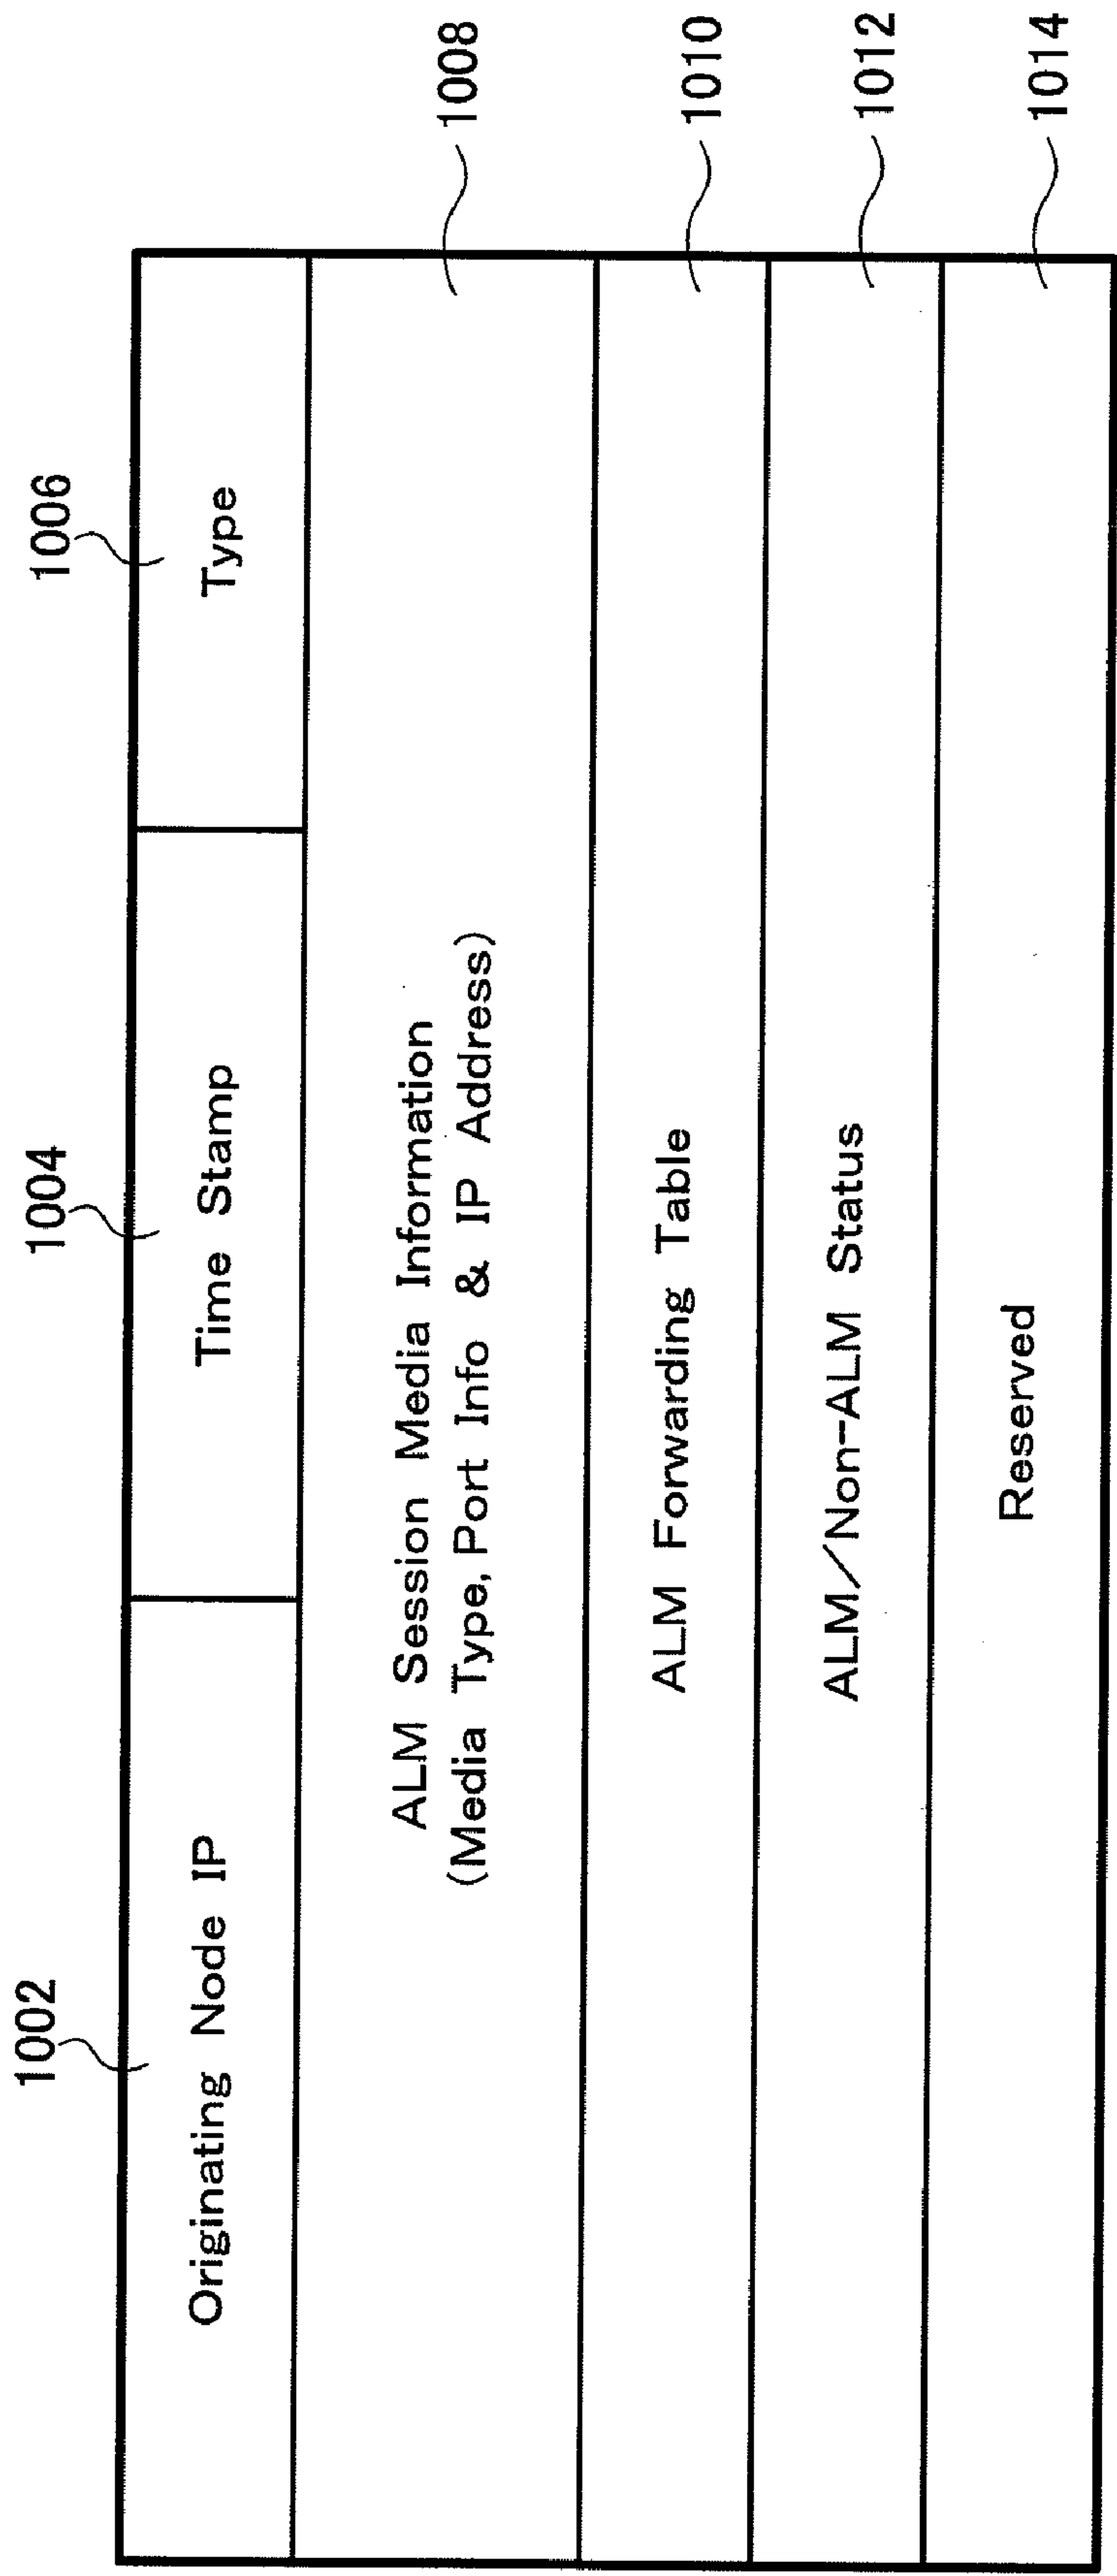 1002
1004
1006
Originating Node IP
Time Stamp
Type
ALM Session Media Information
(Media Type, Port Info & IP Address)
1008
ALM Forwarding Table
1010
ALM/Non-ALM Status
1012
Reserved
1014